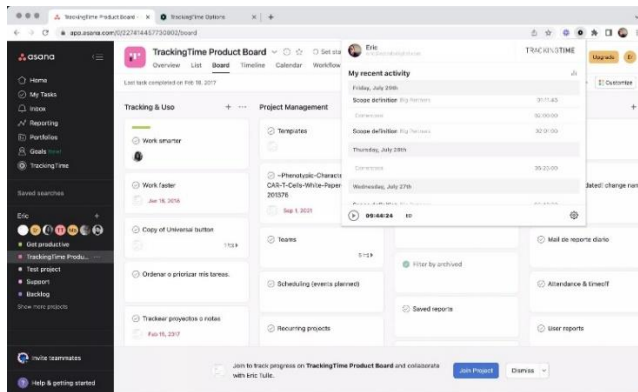 TrackingTime Product Board -
TrackingTime Options
app.asana.com/0/227414457730802/board
asana
Home
My Tasks
Inbox
Reporting
Portfolios
Goals
TrackingTime
Saved searches
Eric
Get productive
TrackingTime Produ...
Test project
Support
Backlog
Show more projects
Invite teammates
Help & getting started
TrackingTime Product Board
Overview List Board Timeline Calendar Workflow
Last task completed on Feb 18, 2017
Tracking & Uso
Work smarter
Work faster
Jan 16, 2016
Copy of Universal button
Ordenar o priorizar mis tareas.
Trackear proyectos o notas
Feb 15, 2017
Project Management
Templates
CAR-T-Cells-White-Paper
201376
Sep 1, 2021
Teams
Scheduling (events planned)
Recurring projects
Filter by archived
Saved reports
Mail de reporte diario
Attendance & timeoff
User reports
Upgrade
Customize
Eric
TRACKINGTIME
My recent activity
Friday, July 29th
Scope definition Big Partners
Scope definition Big Partners
Thursday, July 28th
Wednesday, July 27th
09:44:24
Join to track progress on TrackingTime Product Board and collaborate
with Eric Tulle.
Join Project
Dismiss